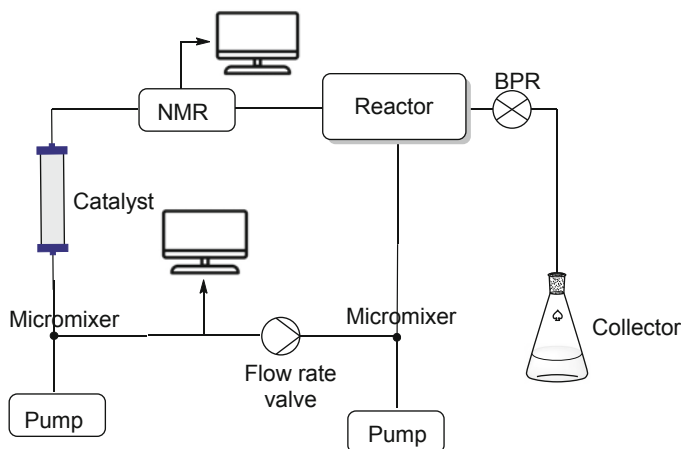 BPR
Reactor
NMR
Catalyst
Micromixer
Micromixer
Collector
Flow rate
valve
Pump
Pump